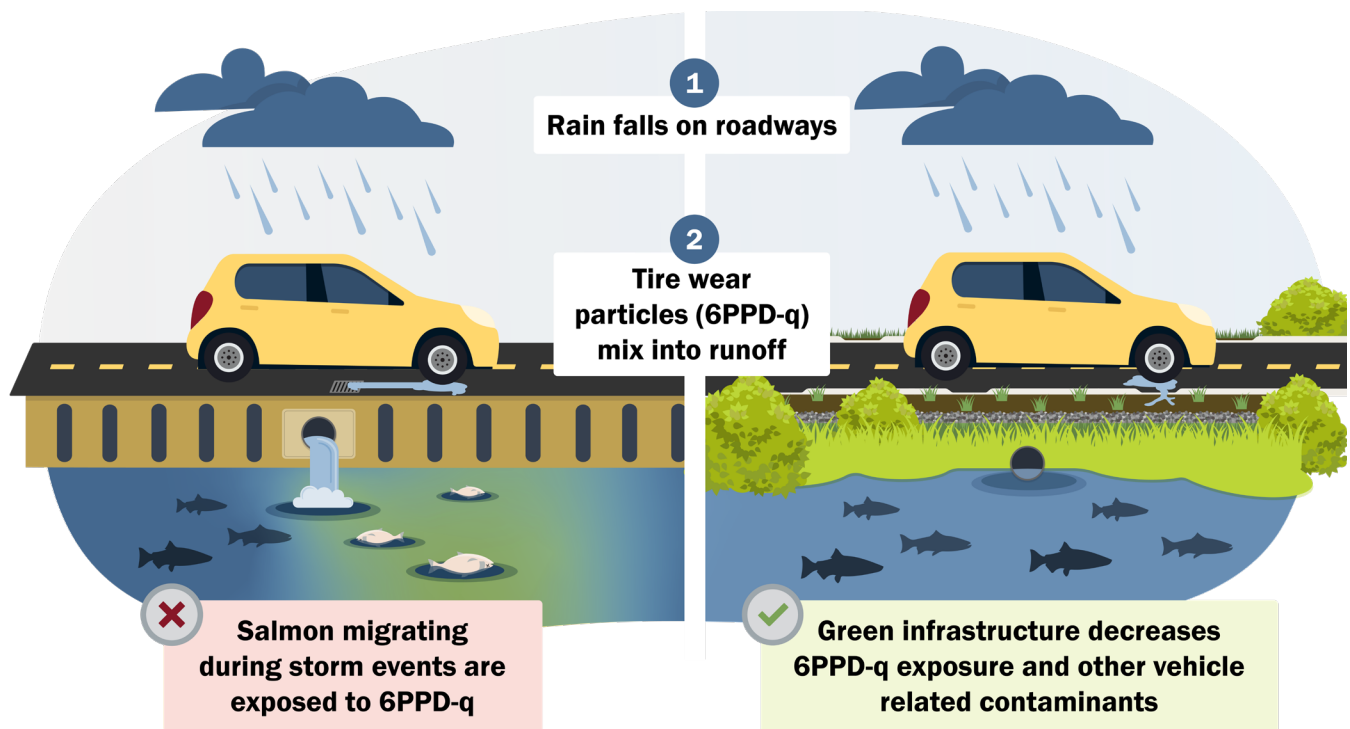 1
Rain falls on roadways
2
Tire wear
particles (6PPD-q)
mix into runoff
Salmon migrating
during storm events are
exposed to 6PPD-q
Green infrastructure decreases
6PPD-q exposure and other vehicle
related contaminants